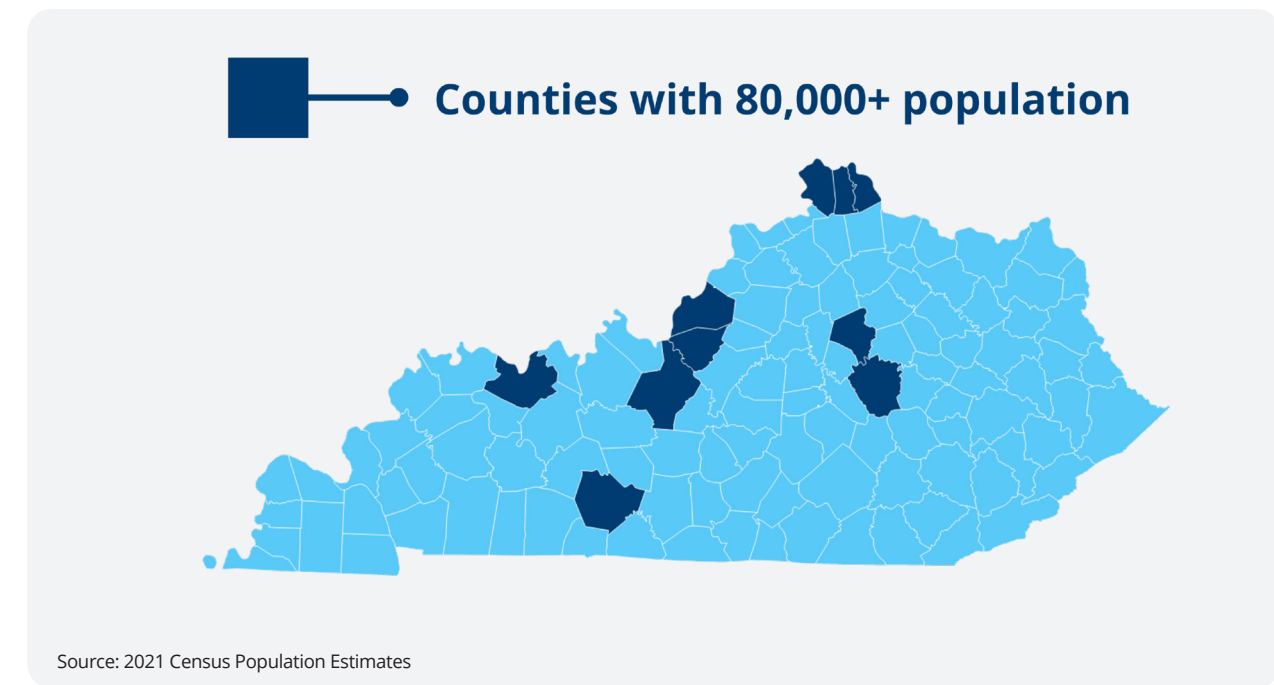 Counties with 80,000+ population
Source: 2021 Census Population Estimates